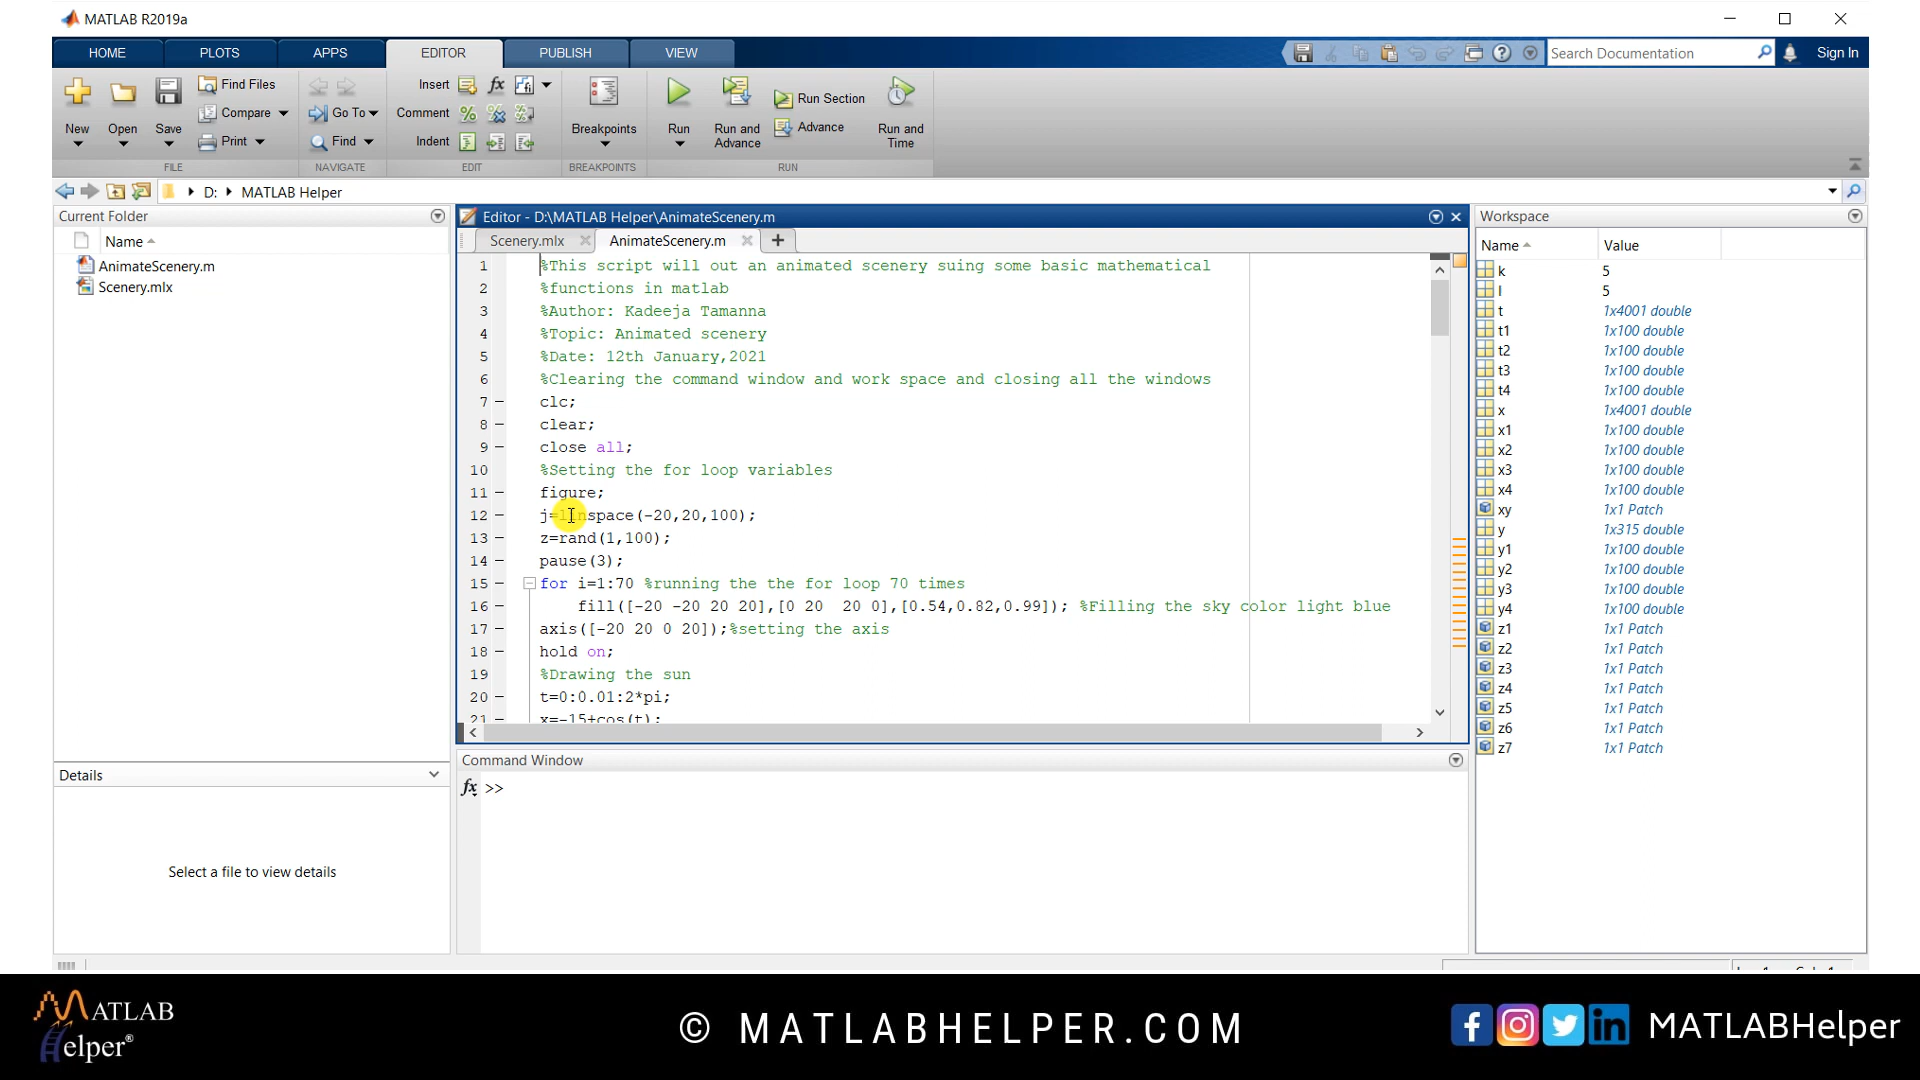 MATLAB R2019a
HOME PLOTS APPS EDITOR PUBLISH VIEW
Search Documentation
Sign In
New Open Save
Find Files
Compare
Print
FILE
Go To
Find
NAVIGATE
Insert
Comment
Indent
EDIT
Breakpoints
BREAKPOINTS
Run
Run and Advance
Run Section
Advance
Run and Time
RUN
D: MATLAB Helper
Current Folder
Name
AnimateScenery.m
Scenery.mlx
Details
Select a file to view details
Editor - D:\MATLAB Helper\AnimateScenery.m
Scenery.mlx AnimateScenery.m
1 %This script will out an animated scenery suing some basic mathematical
2 %functions in matlab
3 %Author: Kadeeja Tamanna
4 %Topic: Animated scenery
5 %Date: 12th January,2021
6 %Clearing the command window and work space and closing all the windows
7 clc;
8 clear;
9 close all;
10 %Setting the for loop variables
11 figure;
12 j=linspace(-20,20,100);
13 z=rand(1,100);
14 pause(3);
15 for i=1:70 %running the the for loop 70 times
16 fill([-20 -20 20 20],[0 20  20 0],[0.54,0.82,0.99]); %Filling the sky color light blue
17 axis([-20 20 0 20]);%setting the axis
18 hold on;
19 %Drawing the sun
20 t=0:0.01:2*pi;
21 x=-15+cos(t);
Command Window
fx >>
Workspace
Name Value
k 5
l 5
t 1x4001 double
t1 1x100 double
t2 1x100 double
t3 1x100 double
t4 1x100 double
x 1x4001 double
x1 1x100 double
x2 1x100 double
x3 1x100 double
x4 1x100 double
xy 1x1 Patch
y 1x315 double
y1 1x100 double
y2 1x100 double
y3 1x100 double
y4 1x100 double
z1 1x1 Patch
z2 1x1 Patch
z3 1x1 Patch
z4 1x1 Patch
z5 1x1 Patch
z6 1x1 Patch
z7 1x1 Patch
MATLAB
Helper®
© MATLABHELPER.COM
MATLABHelper